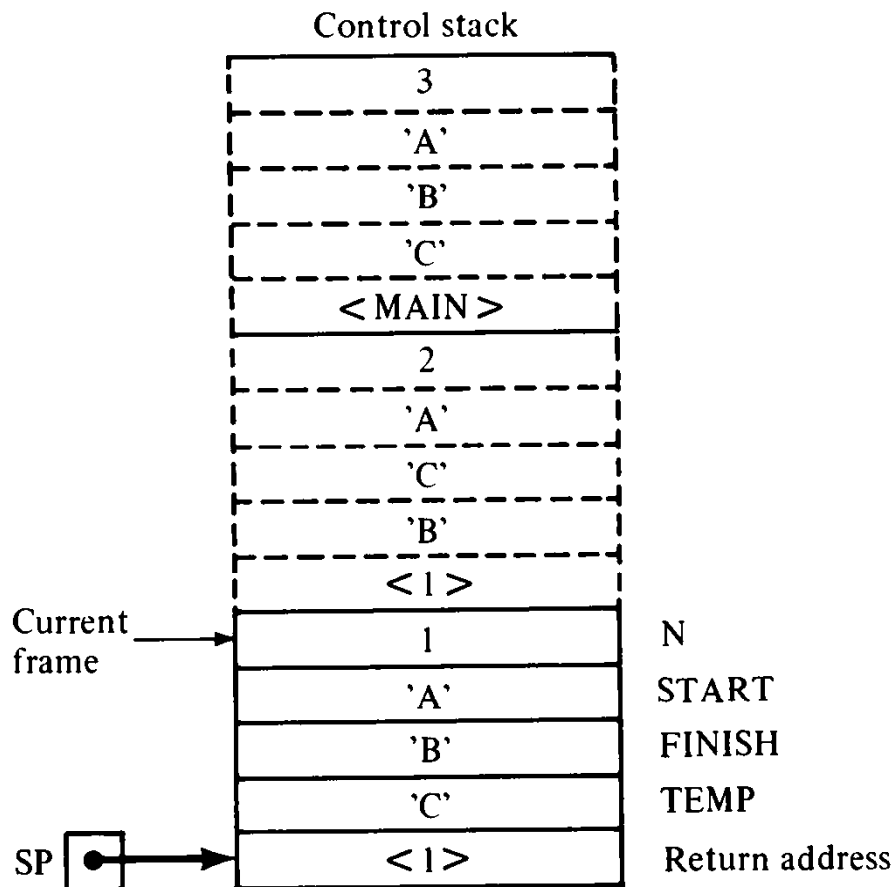 Control stack
3
'A'
'B'
'C'
<MAIN>
2
'A'
'C'
'B'
<1>
Current
frame
1 N
'A' START
'B' FINISH
'C' TEMP
SP <1> Return address